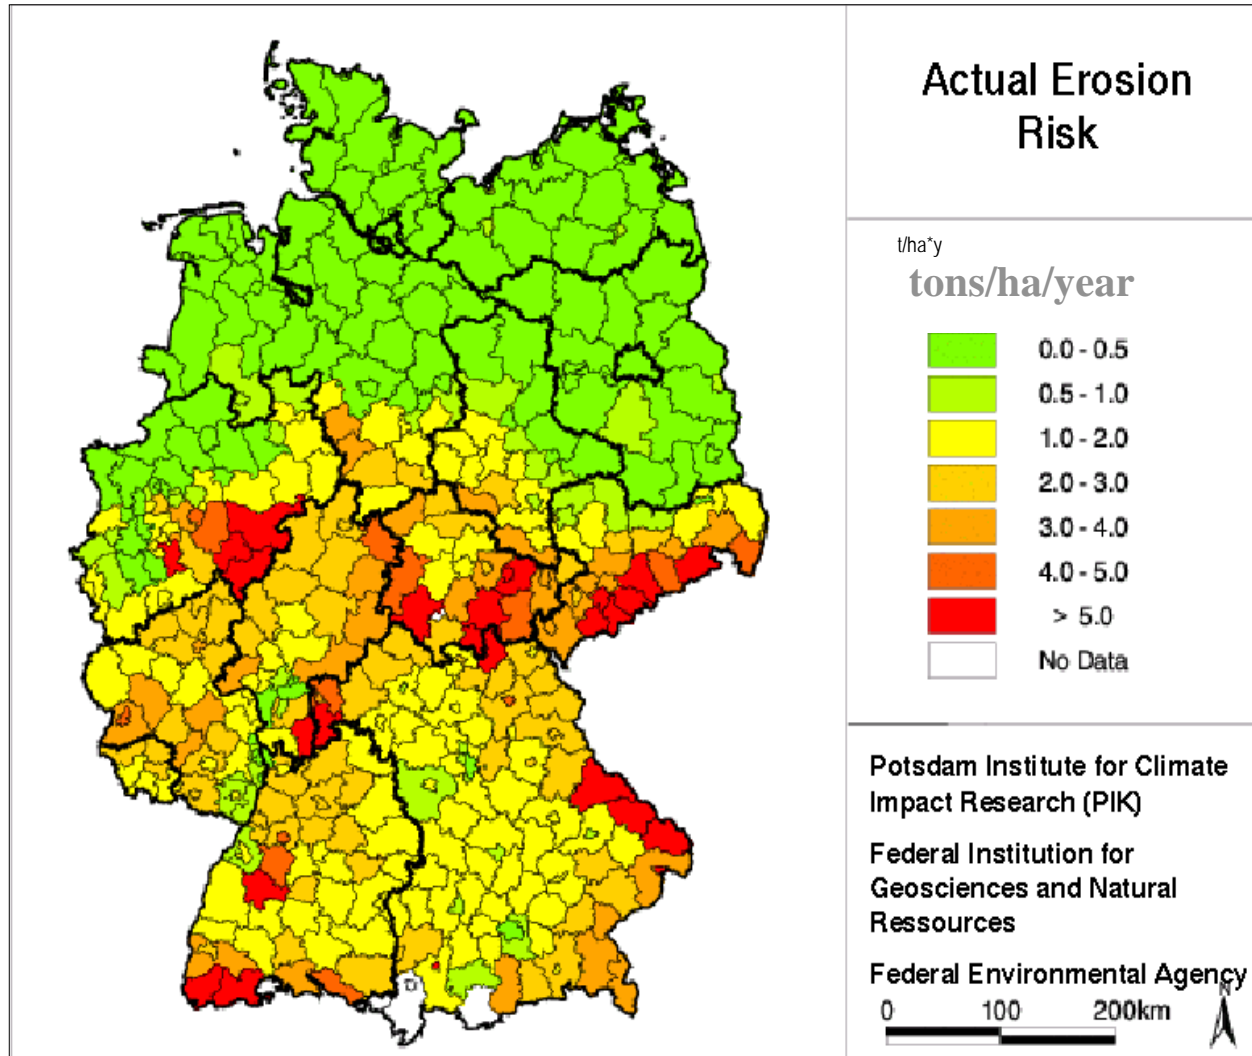 Actual Erosion
Risk
t/ha*y
tons/ha/year
0.0 - 0.5
0.5 - 1.0
1.0 - 2.0
2.0 - 3.0
3.0 - 4.0
4.0 - 5.0
> 5.0
No Data
Potsdam Institute for Climate
Impact Research (PIK)
Federal Institution for
Geosciences and Natural
Ressources
Federal Environmental Agency
N
0 100 200km